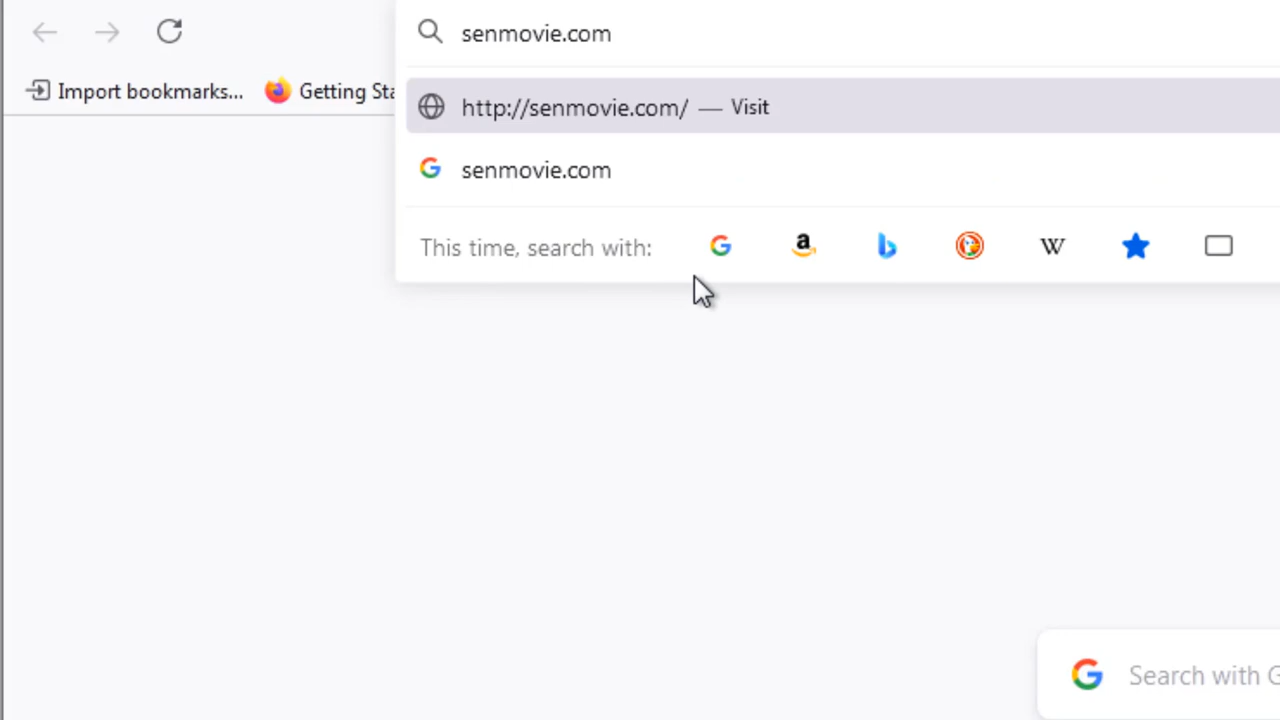 senmovie.com
Import bookmarks... Getting Sta
http://senmovie.com/ — Visit
senmovie.com
This time, search with:
Search with G